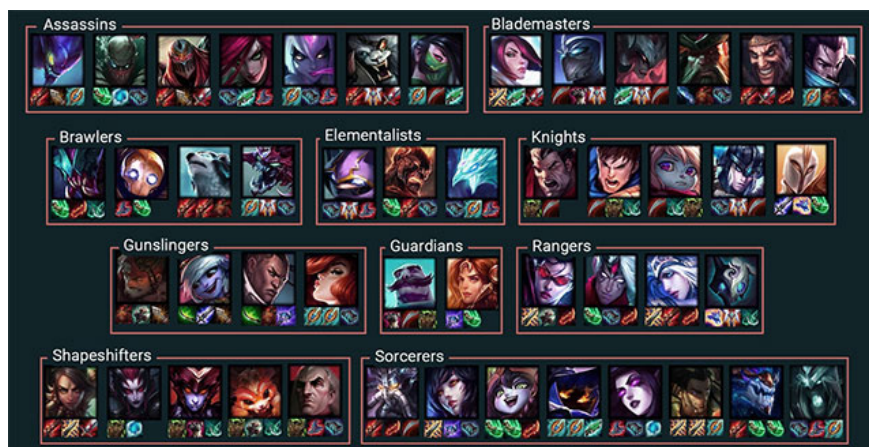 Assassins
Blademasters
Brawlers
Elementalists
Knights
Gunslingers
Guardians
Rangers
Shapeshifters
Sorcerers